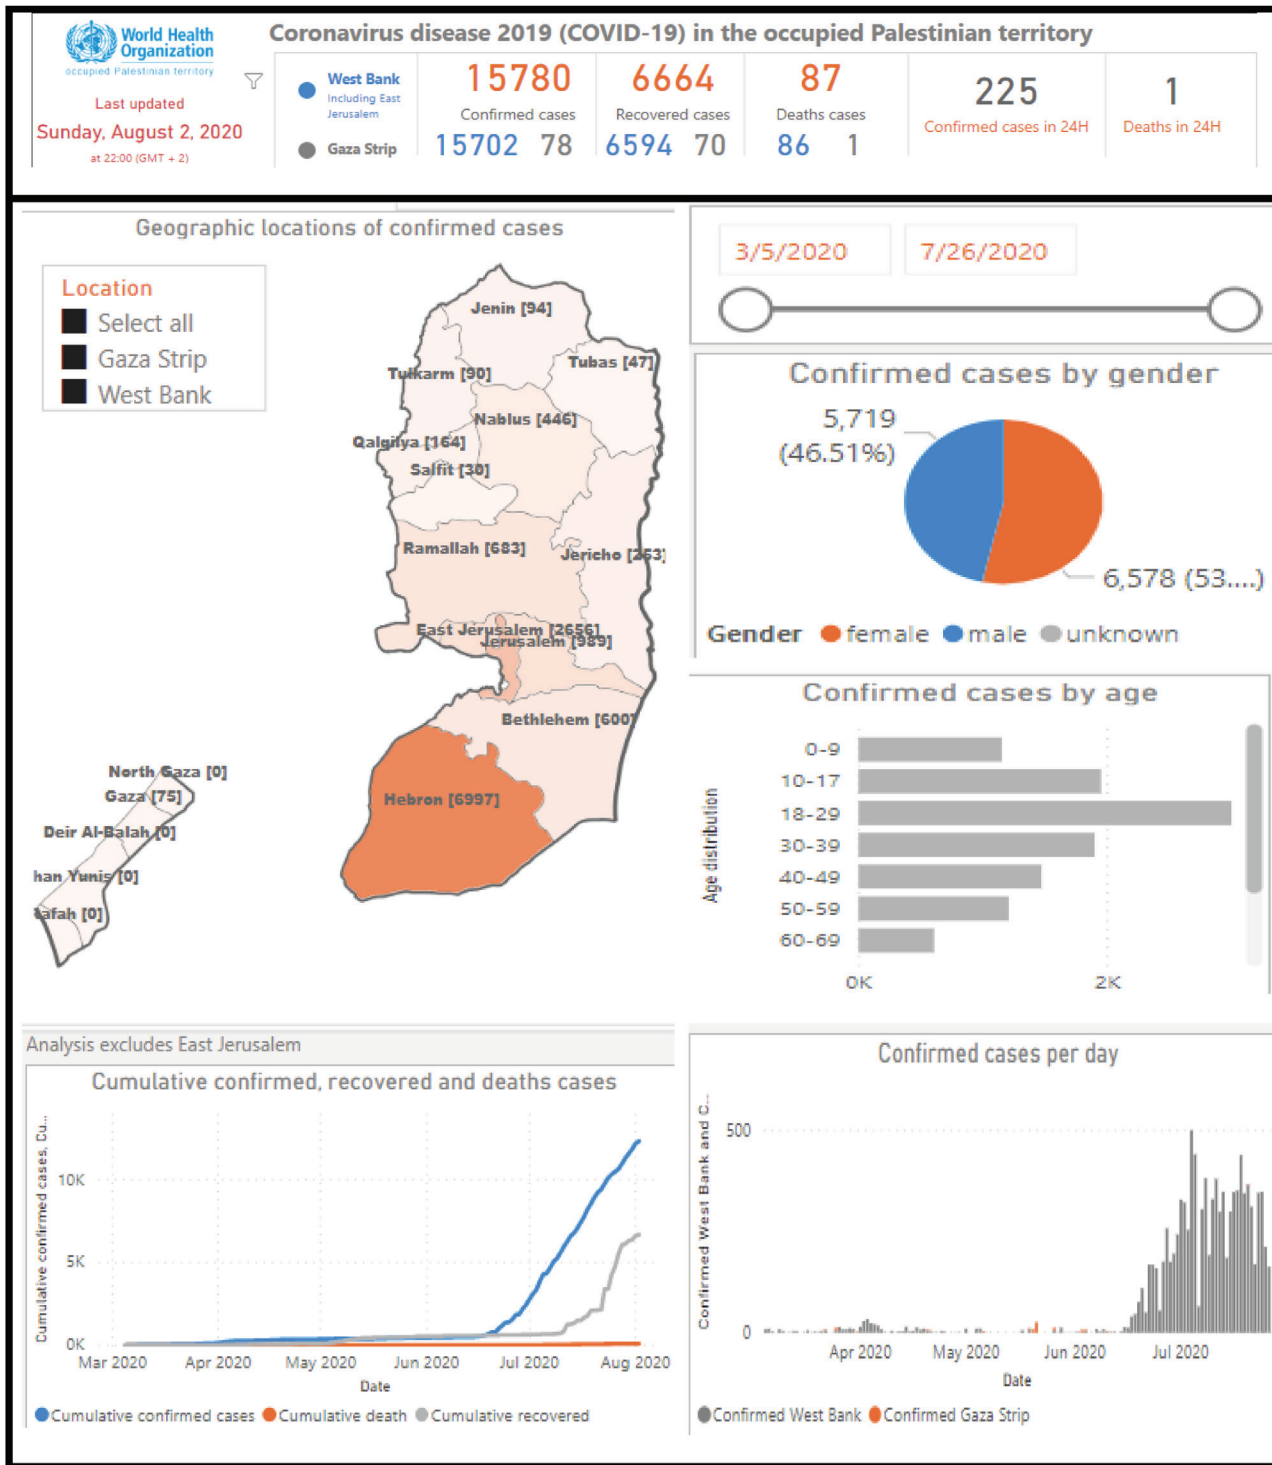 World Health
Organization
occupied Palestinian territory
Last updated
Sunday, August 2, 2020
at 22:00 (GMT + 2)
Coronavirus disease 2019 (COVID-19) in the occupied Palestinian territory
West Bank
Including East
Jerusalem
Gaza Strip
15780
Confirmed cases
15702 78
6664
Recovered cases
6594 70
87
Deaths cases
86 1
225
Confirmed cases in 24H
1
Deaths in 24H
Geographic locations of confirmed cases
Location
Select all
Gaza Strip
West Bank
Jenin [94]
Tubas [47]
Tulkarm [90]
Nablus [446]
Qalqilya [164]
Salfit [30]
Ramallah [683]
Jericho [253]
East Jerusalem [2656]
Jerusalem [989]
Bethlehem [600]
Hebron [6997]
North Gaza [0]
Gaza [75]
Deir Al-Balah [0]
han Yunis [0]
afah [0]
3/5/2020 7/26/2020
Confirmed cases by gender
5,719
(46.51%)
6,578 (53....)
Gender female male unknown
Confirmed cases by age
Age distribution
0-9
10-17
18-29
30-39
40-49
50-59
60-69
0K 2K
Analysis excludes East Jerusalem
Cumulative confirmed, recovered and deaths cases
Cumulative confirmed cases, Cu...
10K
5K
0K
Mar 2020 Apr 2020 May 2020 Jun 2020 Jul 2020 Aug 2020
Date
Cumulative confirmed cases Cumulative death Cumulative recovered
Confirmed cases per day
Confirmed West Bank and C...
500
0
Apr 2020 May 2020 Jun 2020 Jul 2020
Date
Confirmed West Bank Confirmed Gaza Strip